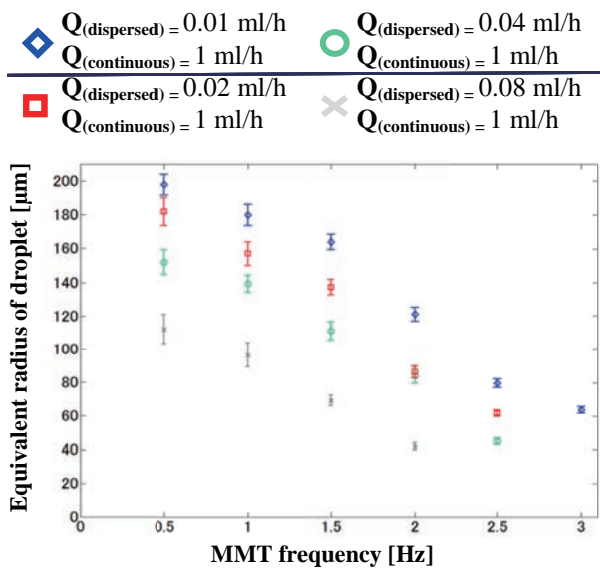 Q(dispersed) = 0.01 ml/h
Q(continuous) = 1 ml/h
Q(dispersed) = 0.04 ml/h
Q(continuous) = 1 ml/h
Q(dispersed) = 0.02 ml/h
Q(continuous) = 1 ml/h
Q(dispersed) = 0.08 ml/h
Q(continuous) = 1 ml/h
Equivalent radius of droplet [µm]
200
180
160
140
120
100
80
60
40
20
0
0 0.5 1 1.5 2 2.5 3
MMT frequency [Hz]